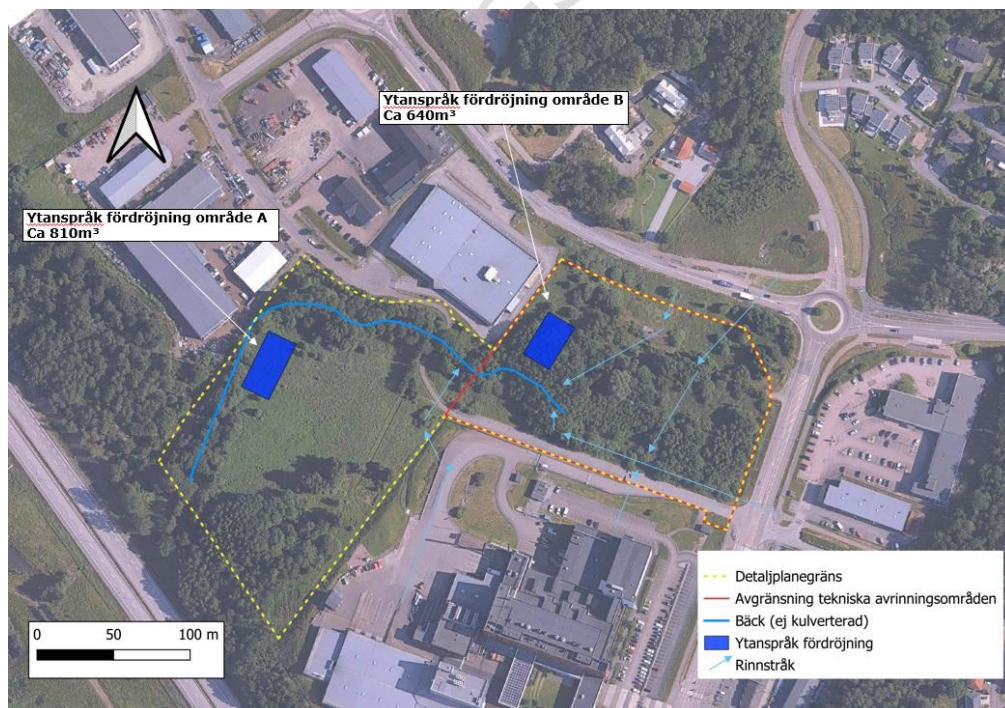 Ytanspråk fördröjning område B
Ca 640m³
Ytanspråk fördröjning område A
Ca 810m³
Detaljplanegräns
Avgränsning tekniska avrinningsområden
Bäck (ej kulverterad)
Ytanspråk fördröjning
Rinnstråk
0 50 100 m